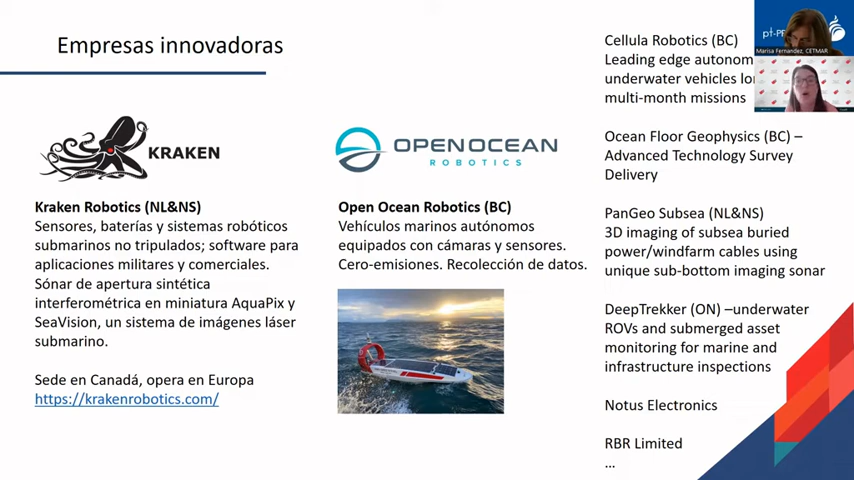 Empresas innovadoras
KRAKEN
Kraken Robotics (NL&NS)
Sensores, baterías y sistemas robóticos
submarinos no tripulados; software para
aplicaciones militares y comerciales.
Sónar de apertura sintética
interferométrica en miniatura AquaPix y
SeaVision, un sistema de imágenes láser
submarino.
Sede en Canadá, opera en Europa
https://krakenrobotics.com/
OPEN OCEAN
ROBOTICS
Open Ocean Robotics (BC)
Vehículos marinos autónomos
equipados con cámaras y sensores.
Cero-emisiones. Recolección de datos.
Cellula Robotics (BC)
Leading edge autonom
underwater vehicles lo
multi-month missions
Ocean Floor Geophysics (BC) –
Advanced Technology Survey
Delivery
PanGeo Subsea (NL&NS)
3D imaging of subsea buried
power/windfarm cables using
unique sub-bottom imaging sonar
DeepTrekker (ON) –underwater
ROVs and submerged asset
monitoring for marine and
infrastructure inspections
Notus Electronics
RBR Limited
...
Marisa Fernandez, CETMAR